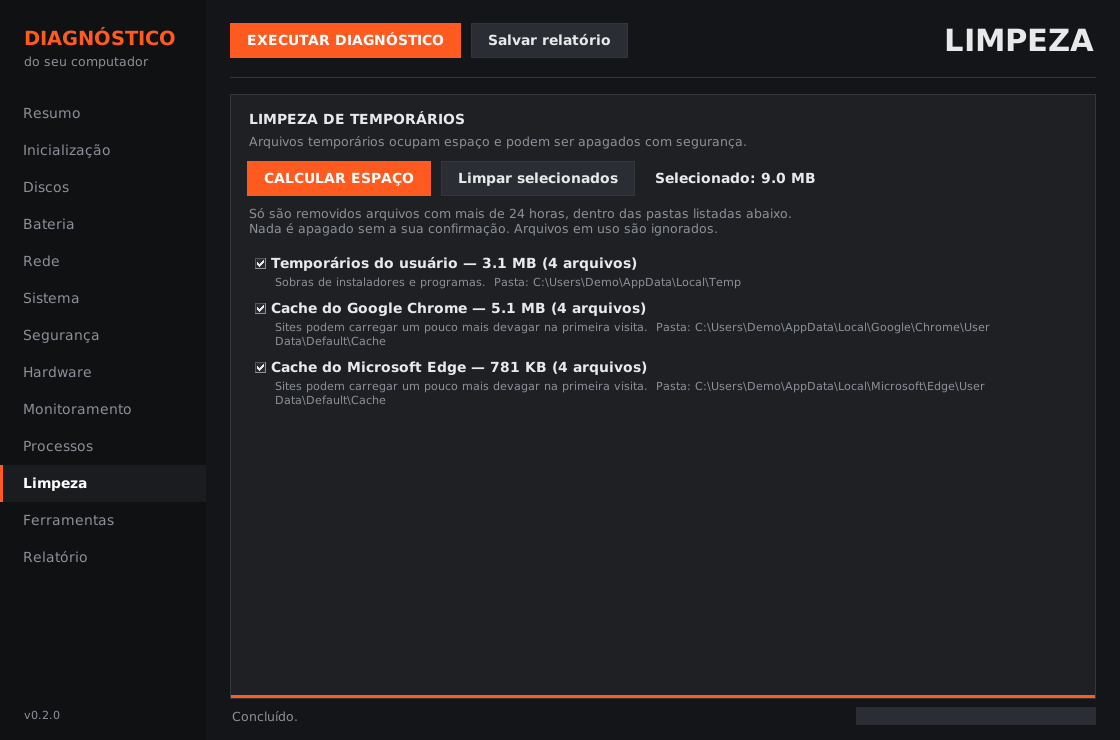 DIAGNÓSTICO
do seu computador
Resumo
Inicialização
Discos
Bateria
Rede
Sistema
Segurança
Hardware
Monitoramento
Processos
Limpeza
Ferramentas
Relatório
v0.2.0
EXECUTAR DIAGNÓSTICO
Salvar relatório
LIMPEZA
LIMPEZA DE TEMPORÁRIOS
Arquivos temporários ocupam espaço e podem ser apagados com segurança.
CALCULAR ESPAÇO
Limpar selecionados
Selecionado: 9.0 MB
Só são removidos arquivos com mais de 24 horas, dentro das pastas listadas abaixo.
Nada é apagado sem a sua confirmação. Arquivos em uso são ignorados.
Temporários do usuário — 3.1 MB (4 arquivos)
Sobras de instaladores e programas.  Pasta: C:\Users\Demo\AppData\Local\Temp
Cache do Google Chrome — 5.1 MB (4 arquivos)
Sites podem carregar um pouco mais devagar na primeira visita.  Pasta: C:\Users\Demo\AppData\Local\Google\Chrome\User
Data\Default\Cache
Cache do Microsoft Edge — 781 KB (4 arquivos)
Sites podem carregar um pouco mais devagar na primeira visita.  Pasta: C:\Users\Demo\AppData\Local\Microsoft\Edge\User
Data\Default\Cache
Concluído.